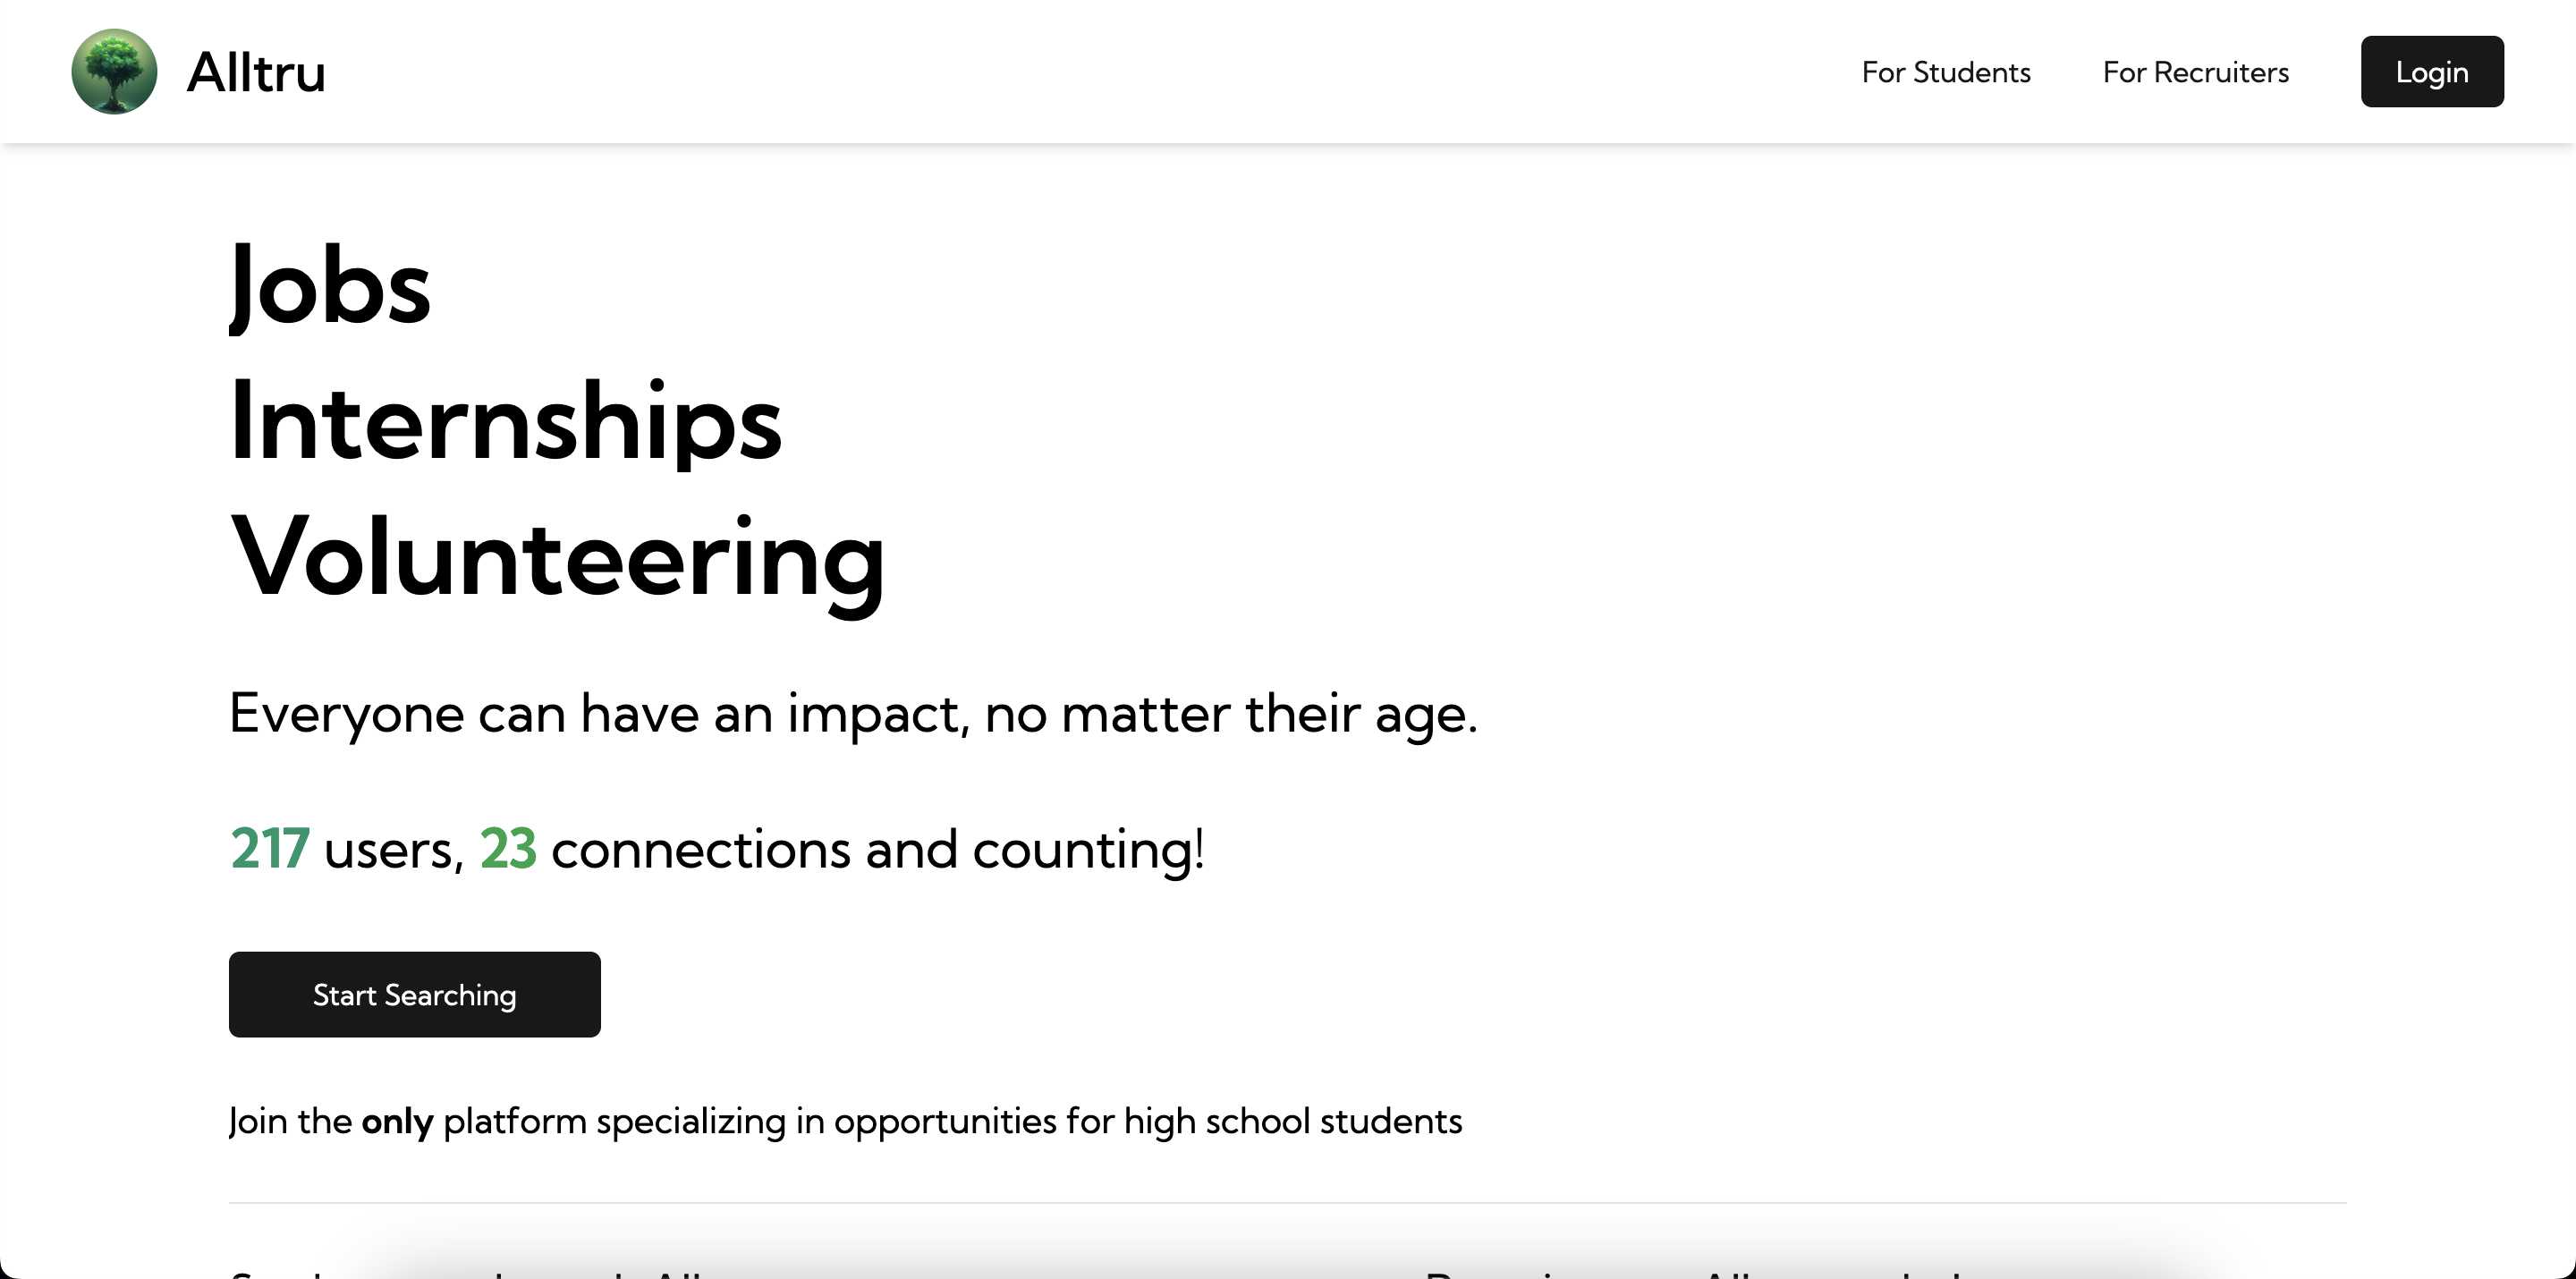 Alltru
For Students
For Recruiters
Login
Jobs
Internships
Volunteering
Everyone can have an impact, no matter their age.
217 users, 23 connections and counting!
Start Searching
Join the only platform specializing in opportunities for high school students